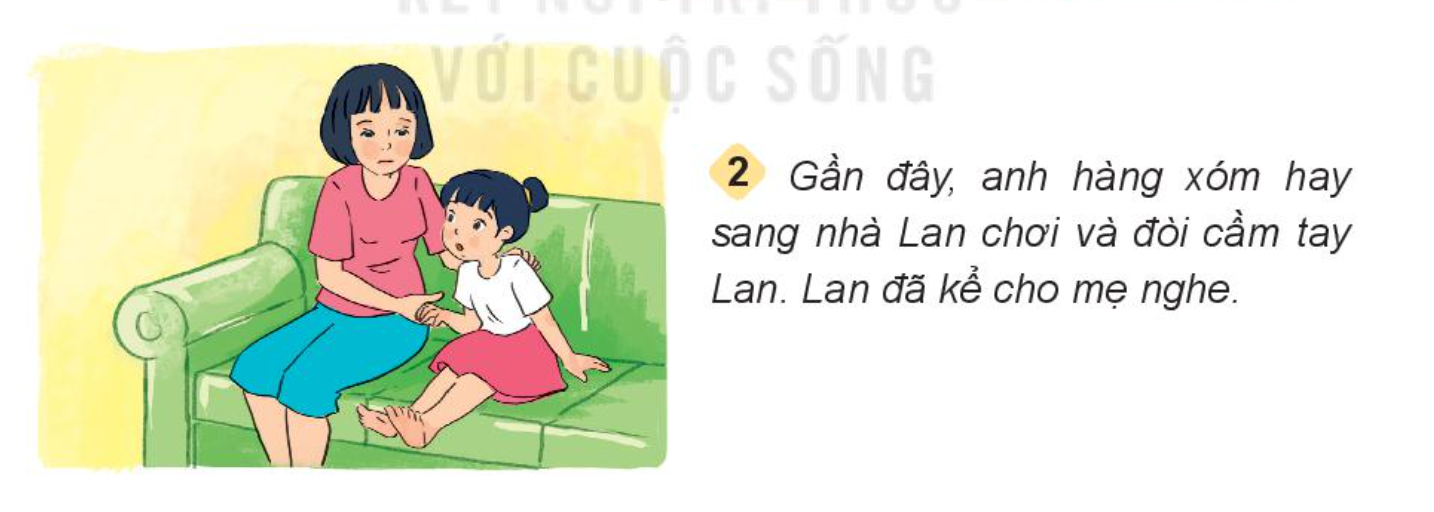 VỚI CUỘC SỐNG
2 Gần đây, anh hàng xóm hay
sang nhà Lan chơi và đòi cầm tay
Lan. Lan đã kể cho mẹ nghe.